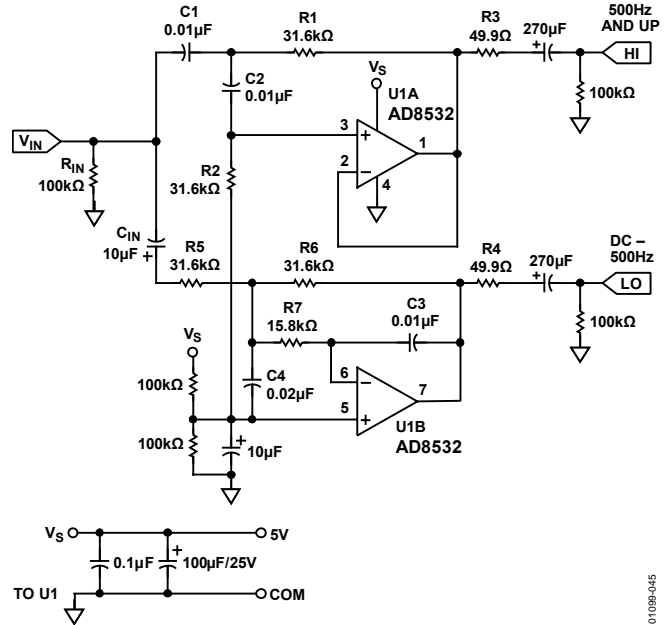 C1
0.01µF
R1
31.6kΩ
R3
49.9Ω
270µF
+
500Hz
AND UP
HI
100kΩ
C2
0.01µF
VS
U1A
AD8532
3
+
1
2
−
4
VIN
RIN
100kΩ
R2
31.6kΩ
CIN
10µF
+
R5
31.6kΩ
R6
31.6kΩ
R4
49.9Ω
270µF
+
DC –
500Hz
LO
100kΩ
R7
15.8kΩ
C3
0.01µF
VS
100kΩ
C4
0.02µF
6
−
7
5
+
U1B
AD8532
100kΩ
+
10µF
VS
5V
0.1µF
+
100µF/25V
TO U1
COM
01099-045